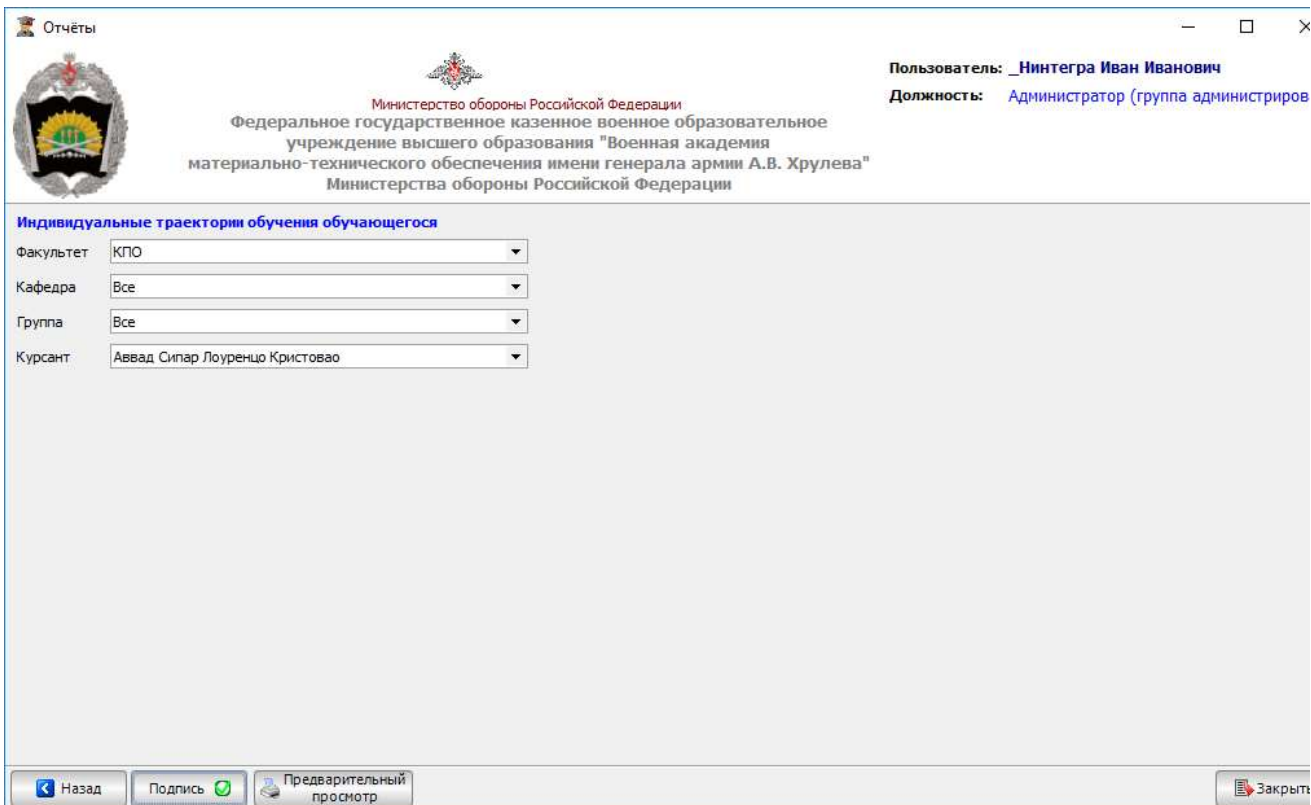 Отчёты
Пользователь: _Нинтегра Иван Иванович
Должность: Администратор (группа администриров
Министерство обороны Российской Федерации
Федеральное государственное казенное военное образовательное
учреждение высшего образования "Военная академия
материально-технического обеспечения имени генерала армии А.В. Хрулева"
Министерства обороны Российской Федерации
Индивидуальные траектории обучения обучающегося
Факультет КПО
Кафедра Все
Группа Все
Курсант Аввад Сипар Лоуренцо Кристовао
Назад Подпись Предварительный просмотр Закрыть